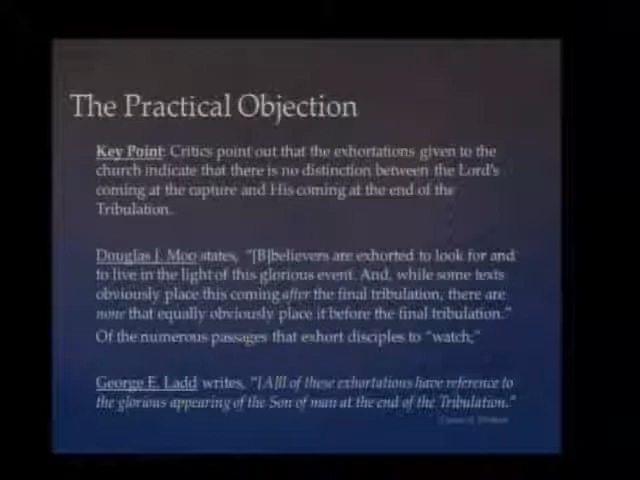 The Practical Objection
Key Point: Critics point out that the exhortations given to the
church indicate that there is no distinction between the Lord's
coming at the capture and His coming at the end of the
Tribulation.
Douglas J. Moo states, "[B]believers are exhorted to look for and
to live in the light of this glorious event. And, while some texts
obviously place this coming after the final tribulation, there are
none that equally obviously place it before the final tribulation."
Of the numerous passages that exhort disciples to "watch,"
George E. Ladd writes, "[A]ll of these exhortations have reference to
the glorious appearing of the Son of man at the end of the Tribulation."